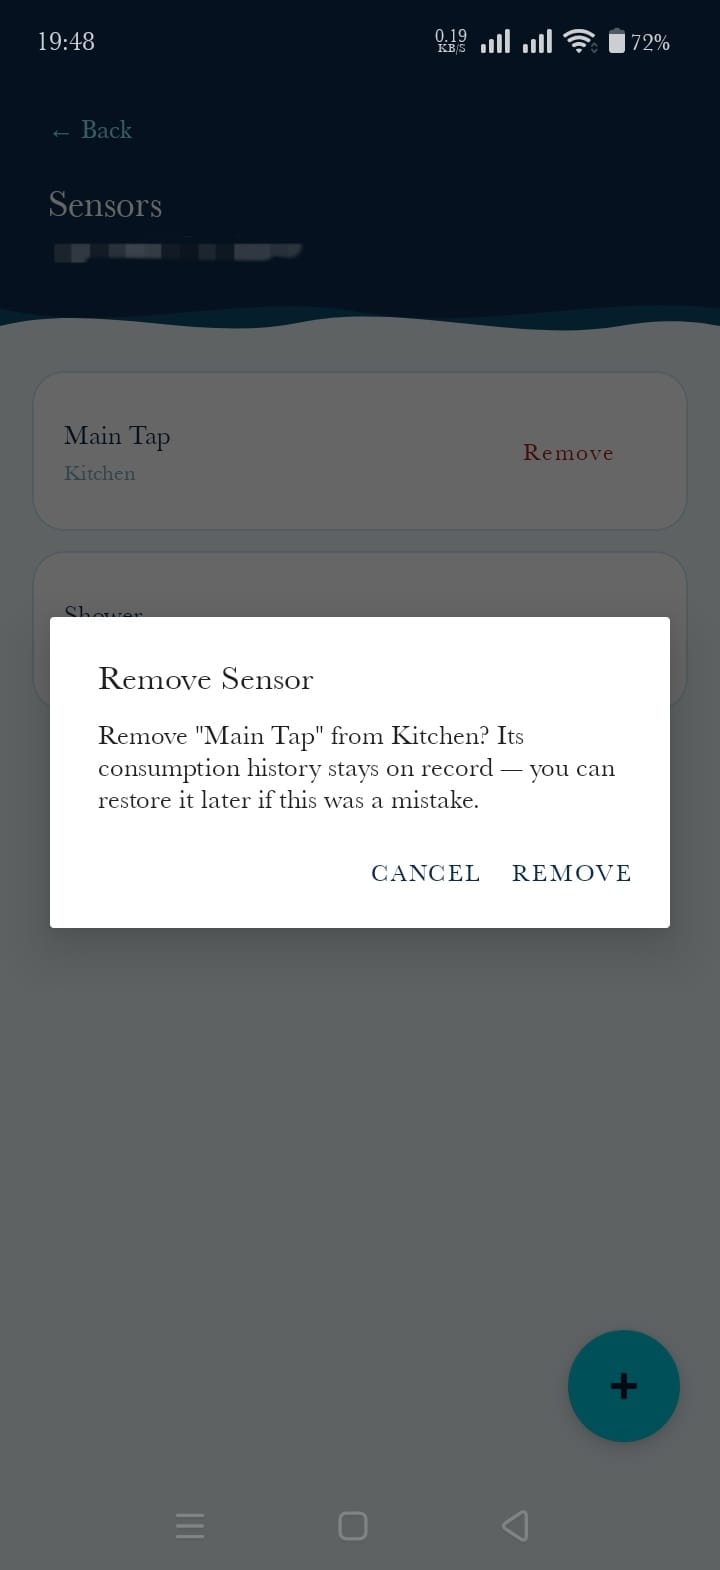 19:48
0.19
KB/S
72%
← Back
Sensors
Main Tap
Kitchen
Remove
Shower
Remove Sensor
Remove "Main Tap" from Kitchen? Its
consumption history stays on record — you can
restore it later if this was a mistake.
CANCEL REMOVE
+